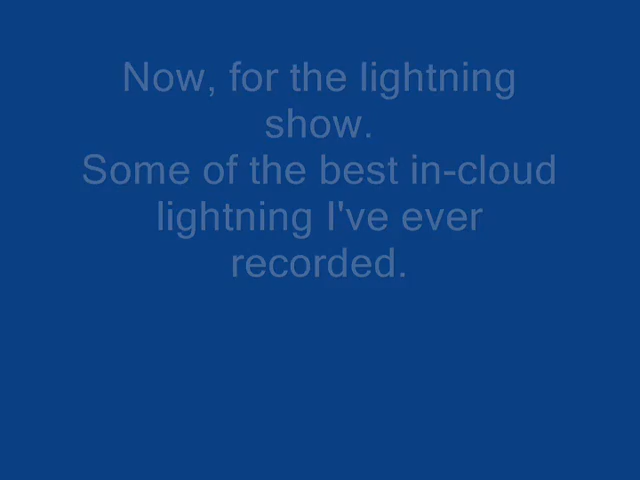 Now, for the lightning
show.
Some of the best in-cloud
lightning I've ever
recorded.